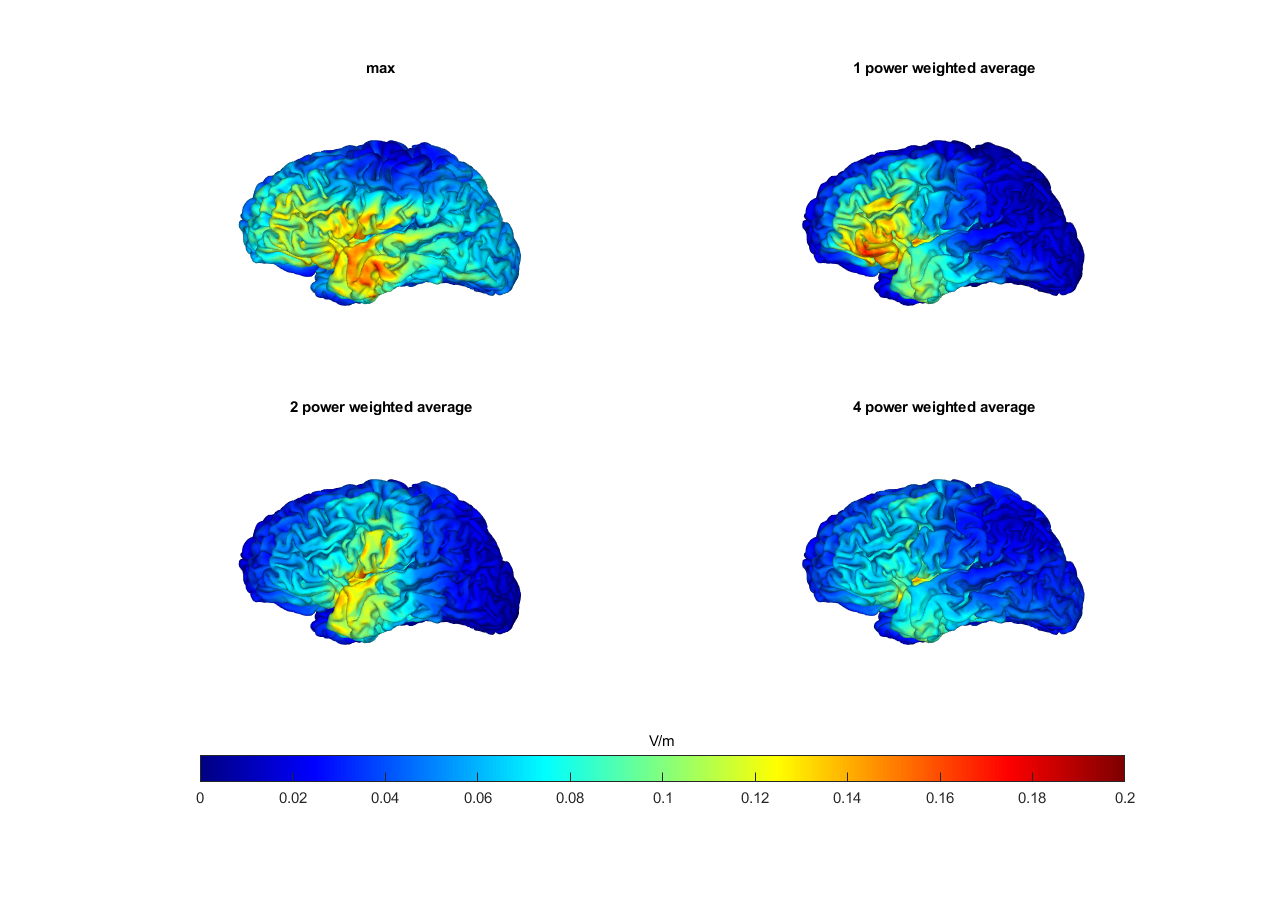 max
1 power weighted average
2 power weighted average
4 power weighted average
V/m
0 0.02 0.04 0.06 0.08 0.1 0.12 0.14 0.16 0.18 0.2